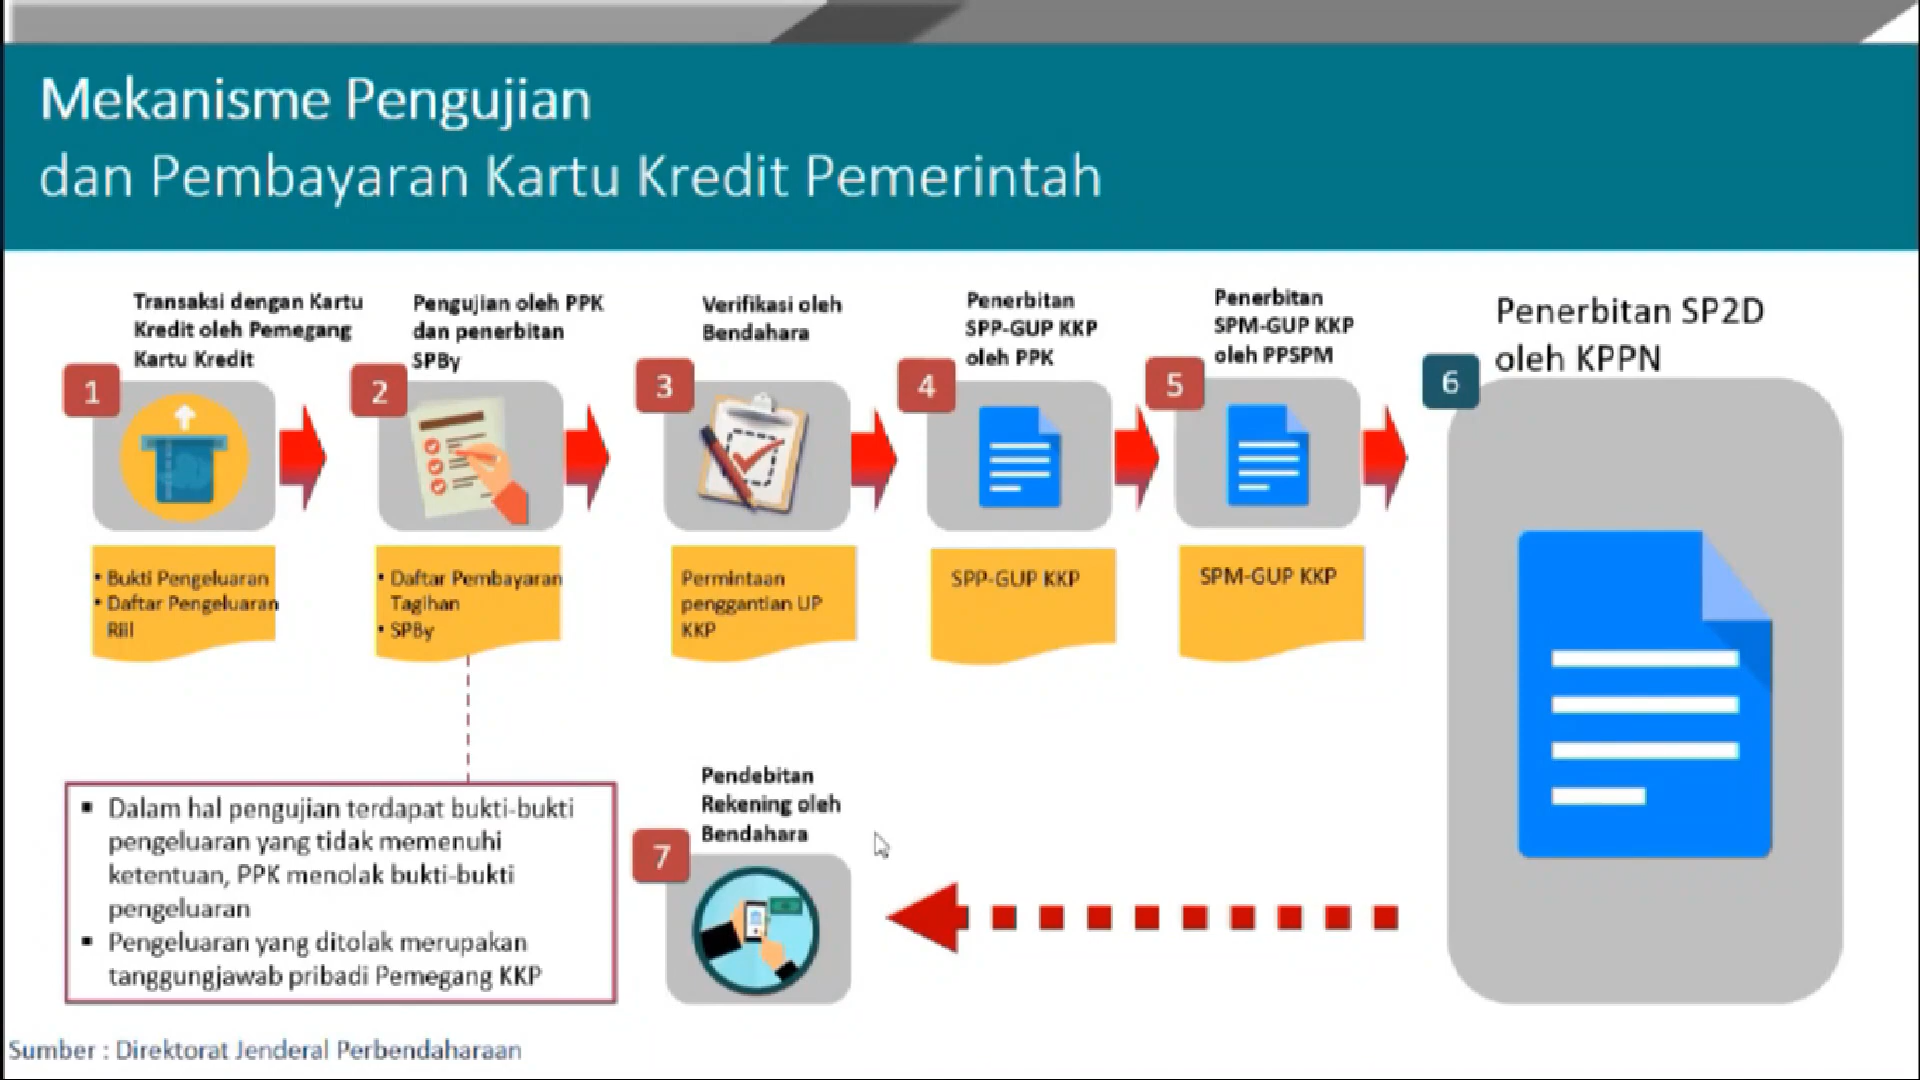 Mekanisme Pengujian
dan Pembayaran Kartu Kredit Pemerintah
1
Transaksi dengan Kartu
Kredit oleh Pemegang
Kartu Kredit
• Bukti Pengeluaran
• Daftar Pengeluaran
Riil
2
Pengujian oleh PPK
dan penerbitan
SPBy
• Daftar Pembayaran
Tagihan
• SPBy
3
Verifikasi oleh
Bendahara
Permintaan
penggantian UP
KKP
4
Penerbitan
SPP-GUP KKP
oleh PPK
SPP-GUP KKP
5
Penerbitan
SPM-GUP KKP
oleh PPSPM
SPM-GUP KKP
6
Penerbitan SP2D
oleh KPPN
▪ Dalam hal pengujian terdapat bukti-bukti
pengeluaran yang tidak memenuhi
ketentuan, PPK menolak bukti-bukti
pengeluaran
▪ Pengeluaran yang ditolak merupakan
tanggungjawab pribadi Pemegang KKP
7
Pendebitan
Rekening oleh
Bendahara
Sumber : Direktorat Jenderal Perbendaharaan